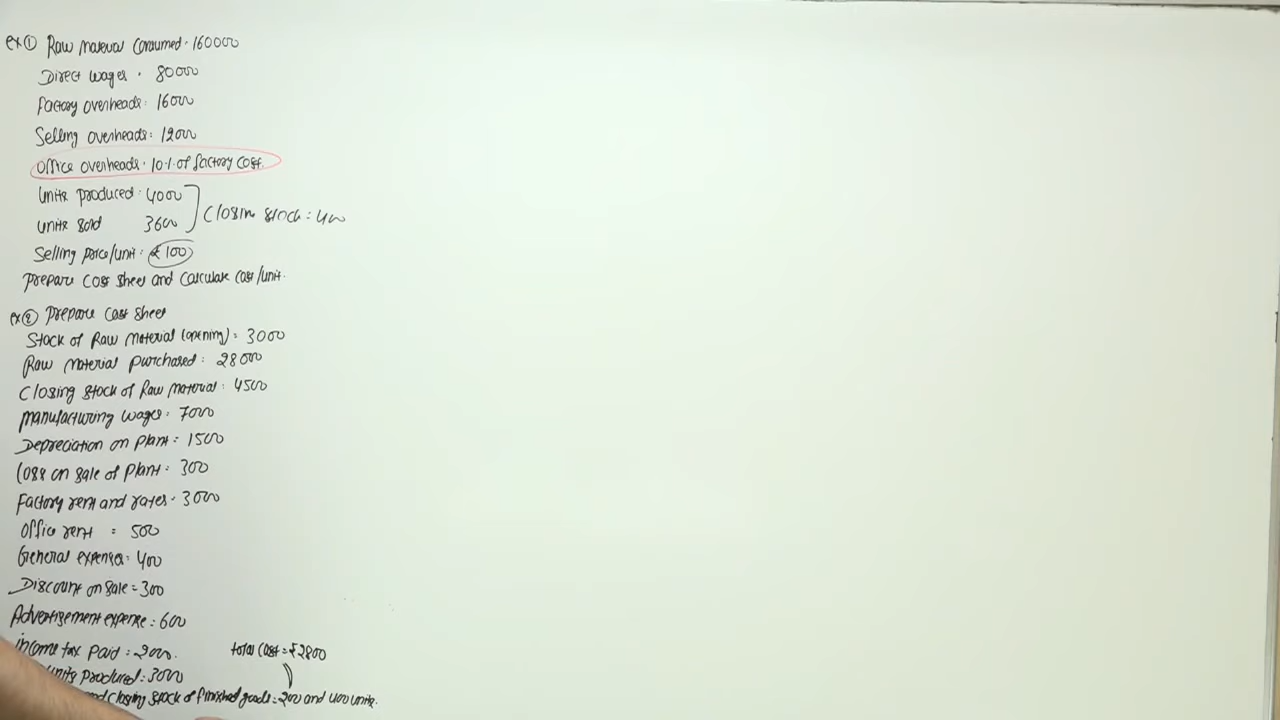 ex① Raw material Consumed · 160000
Direct wages · 80000
Factory overheads: 16000
Selling overheads: 12000
Office overheads · 10% of factory cost.
Units produced · 4000
units sold 3600
Closing stock: 400
Selling price/unit: ₹100
Prepare cost sheet and calculate cost/unit.
ex② Prepare cost sheet
Stock of Raw material (opening) = 3000
Raw material purchased: 28000
Closing stock of Raw material: 4500
Manufacturing wages: 7000
Depreciation on plant = 1500
Loss on sale of plant = 300
Factory rent and rates · 3000
Office rent = 500
General expenses = 400
Discount on sale = 300
Advertisement expense: 600
income tax paid = 2000.
total cost = ₹2800
units produced: 3000
closing stock of finished goods = 200 and 400 units.